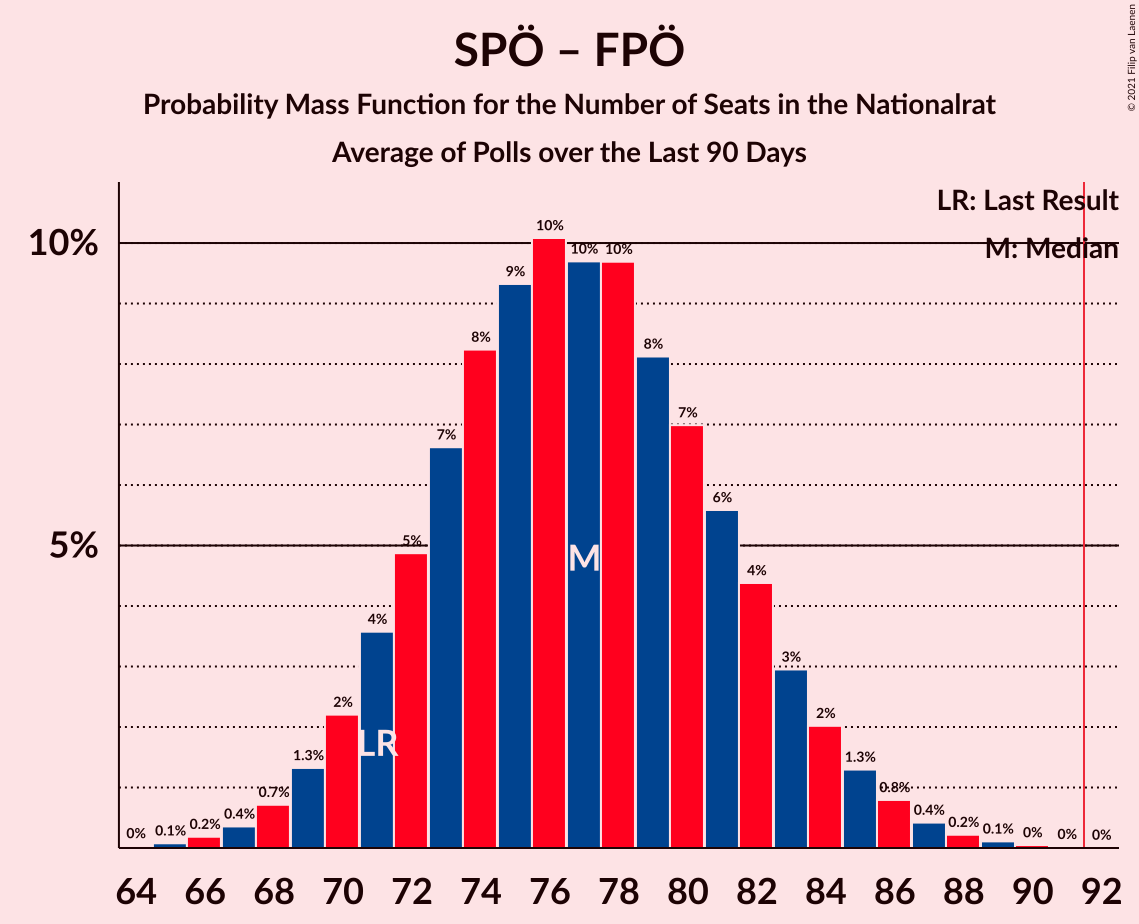 SPÖ – FPÖ
Probability Mass Function for the Number of Seats in the Nationalrat
Average of Polls over the Last 90 Days
© 2021 Filip van Laenen
LR: Last Result
M: Median
10%
5%
0% 0.1% 0.2% 0.4% 0.7% 1.3% 2% 4% 5% 7% 8% 9% 10% 10% 10% 8% 7% 6% 4% 3% 2% 1.3% 0.8% 0.4% 0.2% 0.1% 0% 0% 0%
LR
M
64 66 68 70 72 74 76 78 80 82 84 86 88 90 92